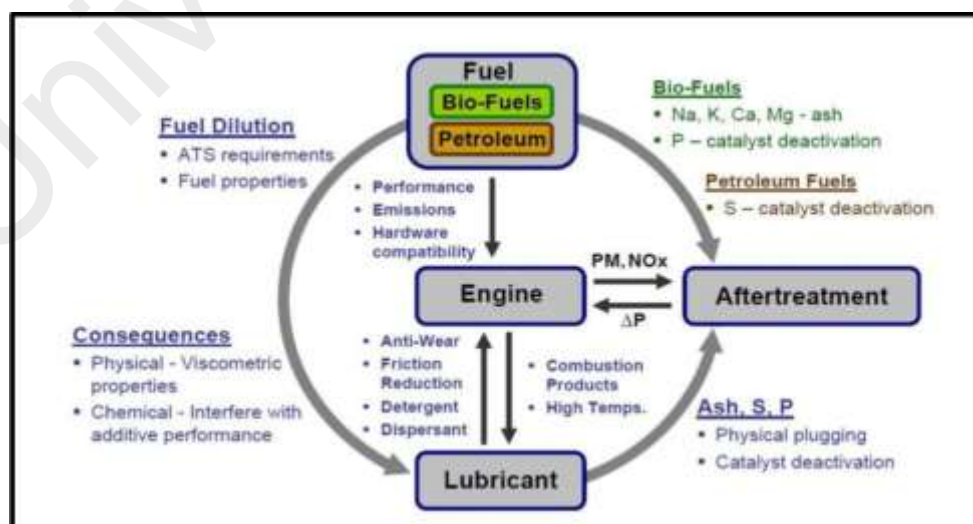 Univ
Fuel
Bio-Fuels
Petroleum
Fuel Dilution
• ATS requirements
• Fuel properties
Bio-Fuels
• Na, K, Ca, Mg - ash
• P – catalyst deactivation
Petroleum Fuels
• S – catalyst deactivation
• Performance
• Emissions
• Hardware
compatibility
PM, NOx
Engine
Aftertreatment
ΔP
Consequences
• Physical - Viscometric
properties
• Chemical - Interfere with
additive performance
• Anti-Wear
• Friction
Reduction
• Detergent
• Dispersant
• Combustion
Products
• High Temps.
Ash, S, P
• Physical plugging
• Catalyst deactivation
Lubricant